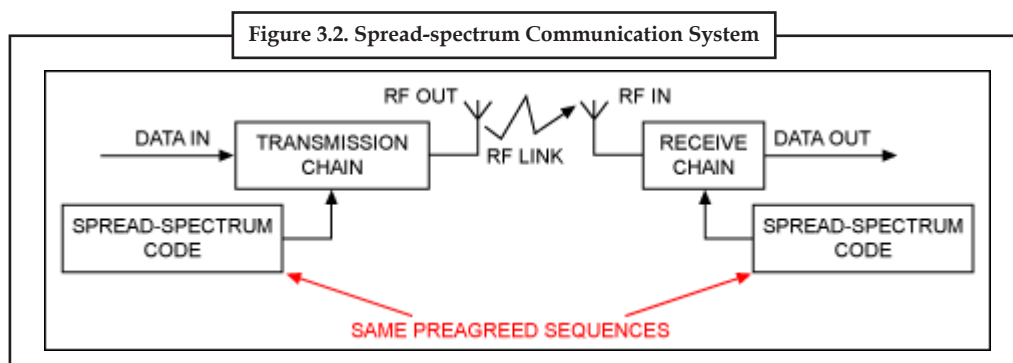 Figure 3.2. Spread-spectrum Communication System
RF OUT
RF IN
DATA IN
TRANSMISSION
CHAIN
RF LINK
RECEIVE
CHAIN
DATA OUT
SPREAD-SPECTRUM
CODE
SPREAD-SPECTRUM
CODE
SAME PREAGREED SEQUENCES